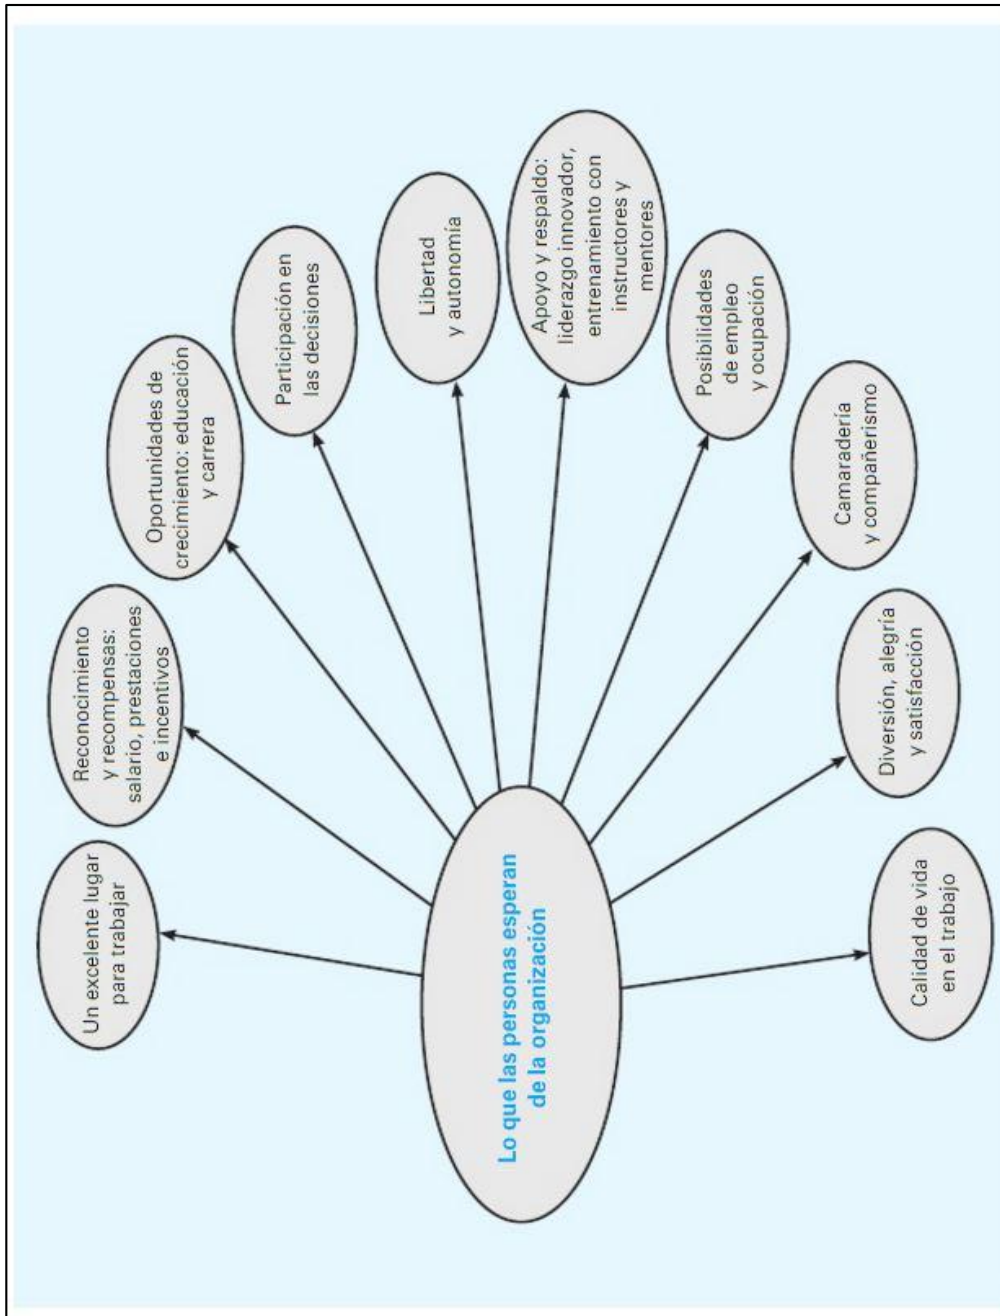 Lo que las personas esperan
de la organización
Un excelente lugar
para trabajar
Reconocimiento
y recompensas:
salario, prestaciones
e incentivos
Oportunidades de
crecimiento: educación
y carrera
Participación en
las decisiones
Libertad
y autonomía
Apoyo y respaldo:
liderazgo innovador,
entrenamiento con
instructores y
mentores
Posibilidades
de empleo
y ocupación
Camaradería
y compañerismo
Diversión, alegría
y satisfacción
Calidad de vida
en el trabajo